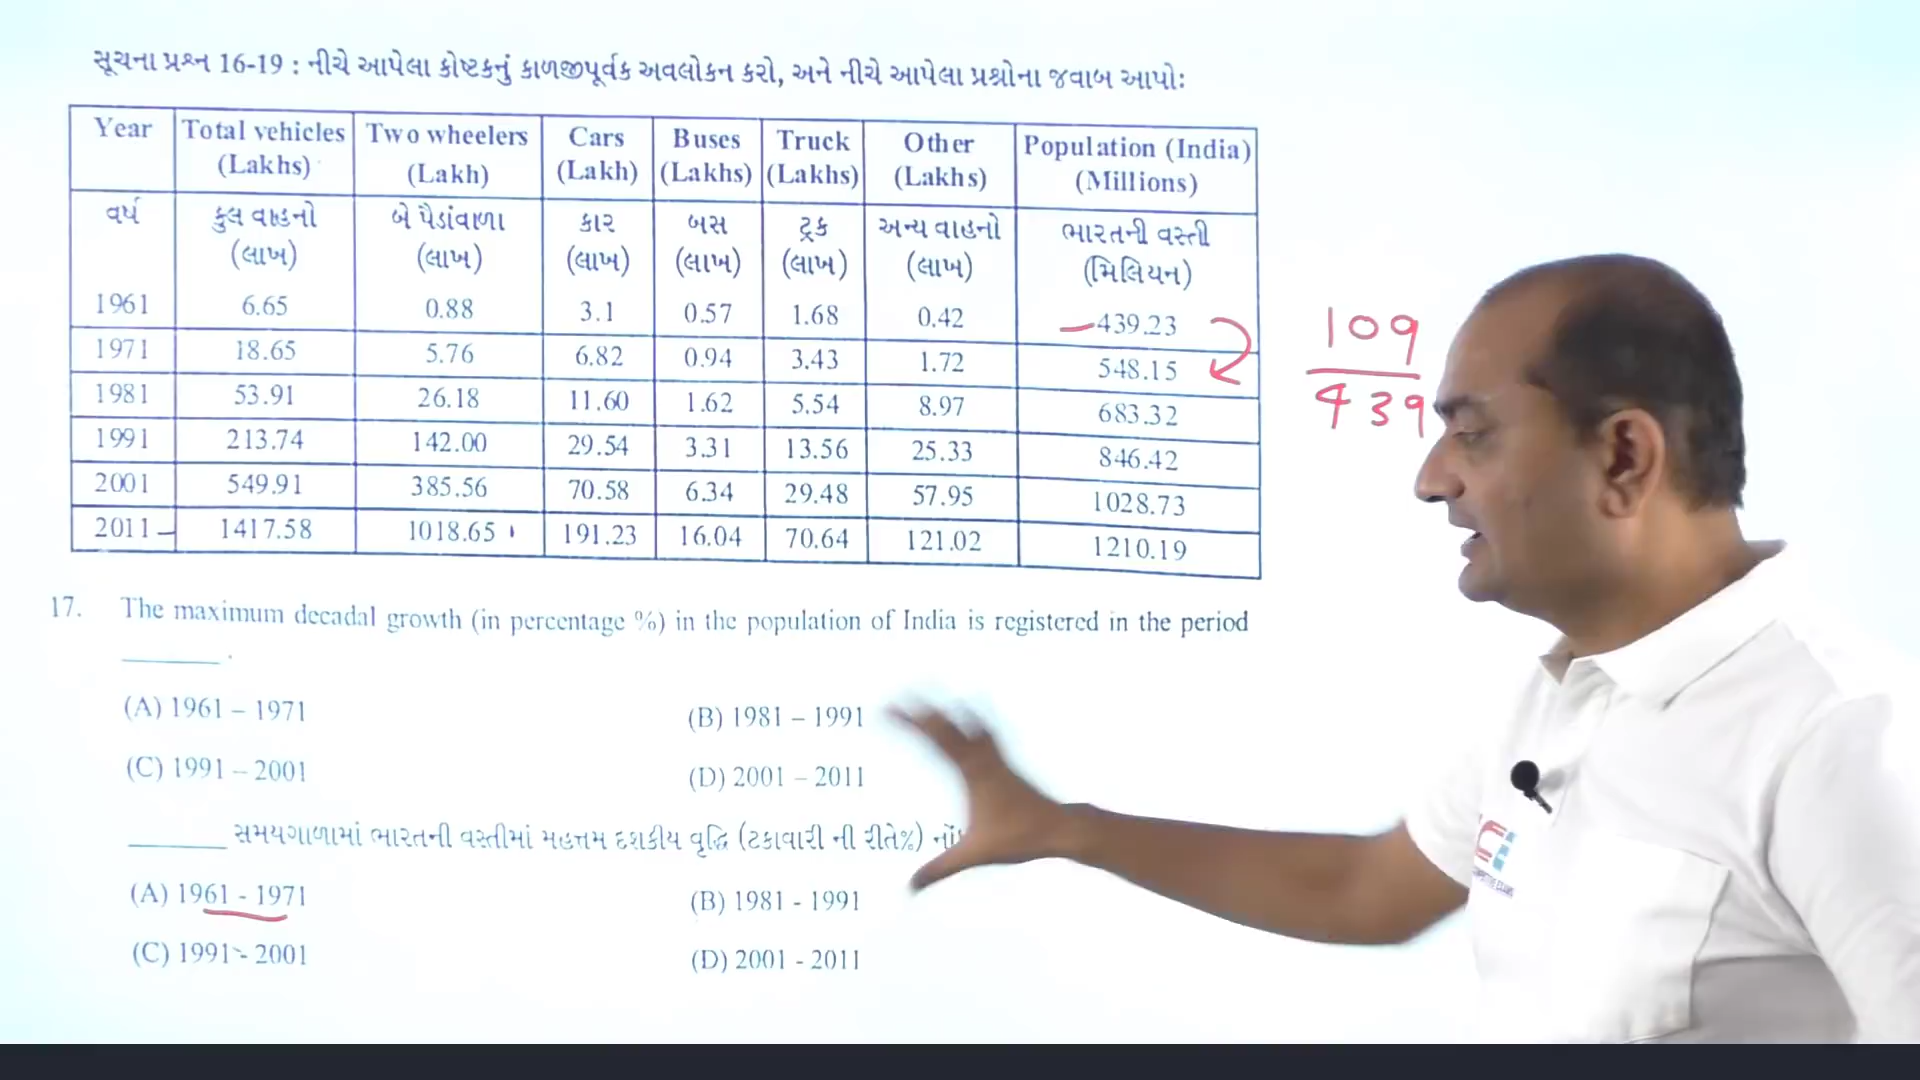 સૂચના પ્રશ્ન 16-19 : નીચે આપેલા કોષ્ટકનું કાળજીપૂર્વક અવલોકન કરો, અને નીચે આપેલા પ્રશ્નોના જવાબ આપોઃ
Year Total vehicles (Lakhs) Two wheelers (Lakh) Cars (Lakh) Buses (Lakhs) Truck (Lakhs) Other (Lakhs) Population (India) (Millions)
વર્ષ કુલ વાહનો (લાખ) બે પૈડાંવાળા (લાખ) કાર (લાખ) બસ (લાખ) ટ્રક (લાખ) અન્ય વાહનો (લાખ) ભારતની વસ્તી (મિલિયન)
1961 6.65 0.88 3.1 0.57 1.68 0.42 439.23
1971 18.65 5.76 6.82 0.94 3.43 1.72 548.15
1981 53.91 26.18 11.60 1.62 5.54 8.97 683.32
1991 213.74 142.00 29.54 3.31 13.56 25.33 846.42
2001 549.91 385.56 70.58 6.34 29.48 57.95 1028.73
2011 1417.58 1018.65 191.23 16.04 70.64 121.02 1210.19
109
439
17. The maximum decadal growth (in percentage %) in the population of India is registered in the period
______ .
(A) 1961 – 1971 (B) 1981 – 1991
(C) 1991 – 2001 (D) 2001 – 2011
______ સમયગાળામાં ભારતની વસ્તીમાં મહત્તમ દશકીય વૃદ્ધિ (ટકાવારી ની રીતે%)
(A) 1961 - 1971 (B) 1981 - 1991
(C) 1991 - 2001 (D) 2001 - 2011